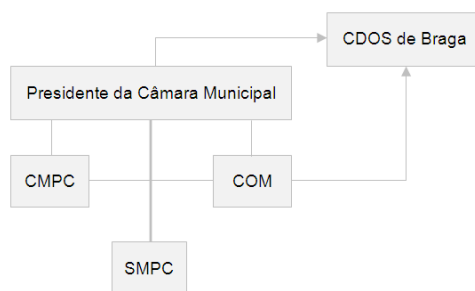 CDOS de Braga
Presidente da Câmara Municipal
CMPC
COM
SMPC